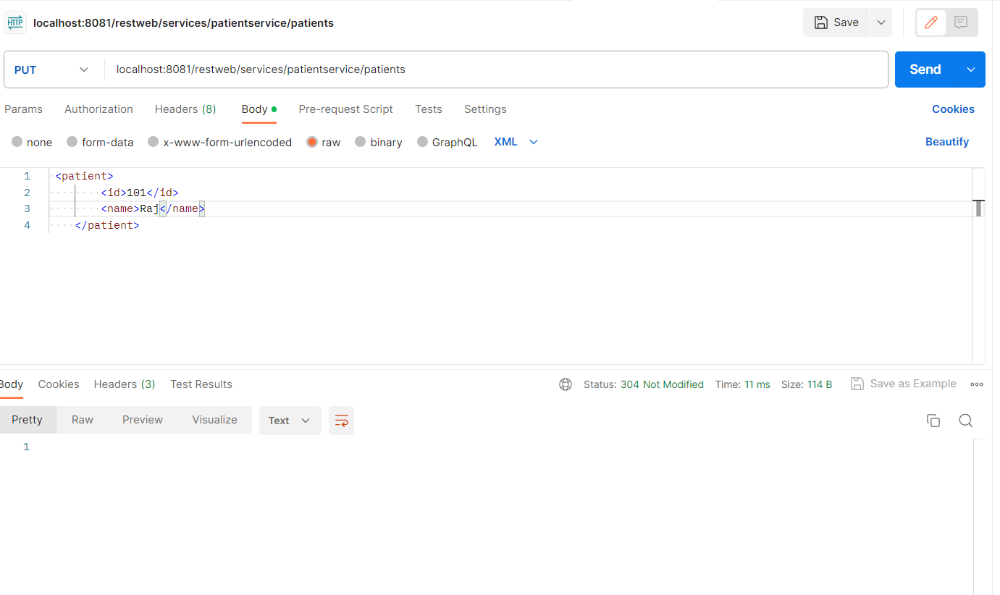 HTTP localhost:8081/restweb/services/patientservice/patients Save
PUT localhost:8081/restweb/services/patientservice/patients Send
Params Authorization Headers (8) Body Pre-request Script Tests Settings Cookies
none form-data x-www-form-urlencoded raw binary GraphQL XML Beautify
1 <patient>
2 <id>101</id>
3 <name>Raj</name>
4 </patient>
Body Cookies Headers (3) Test Results Status: 304 Not Modified Time: 11 ms Size: 114 B Save as Example
Pretty Raw Preview Visualize Text
1